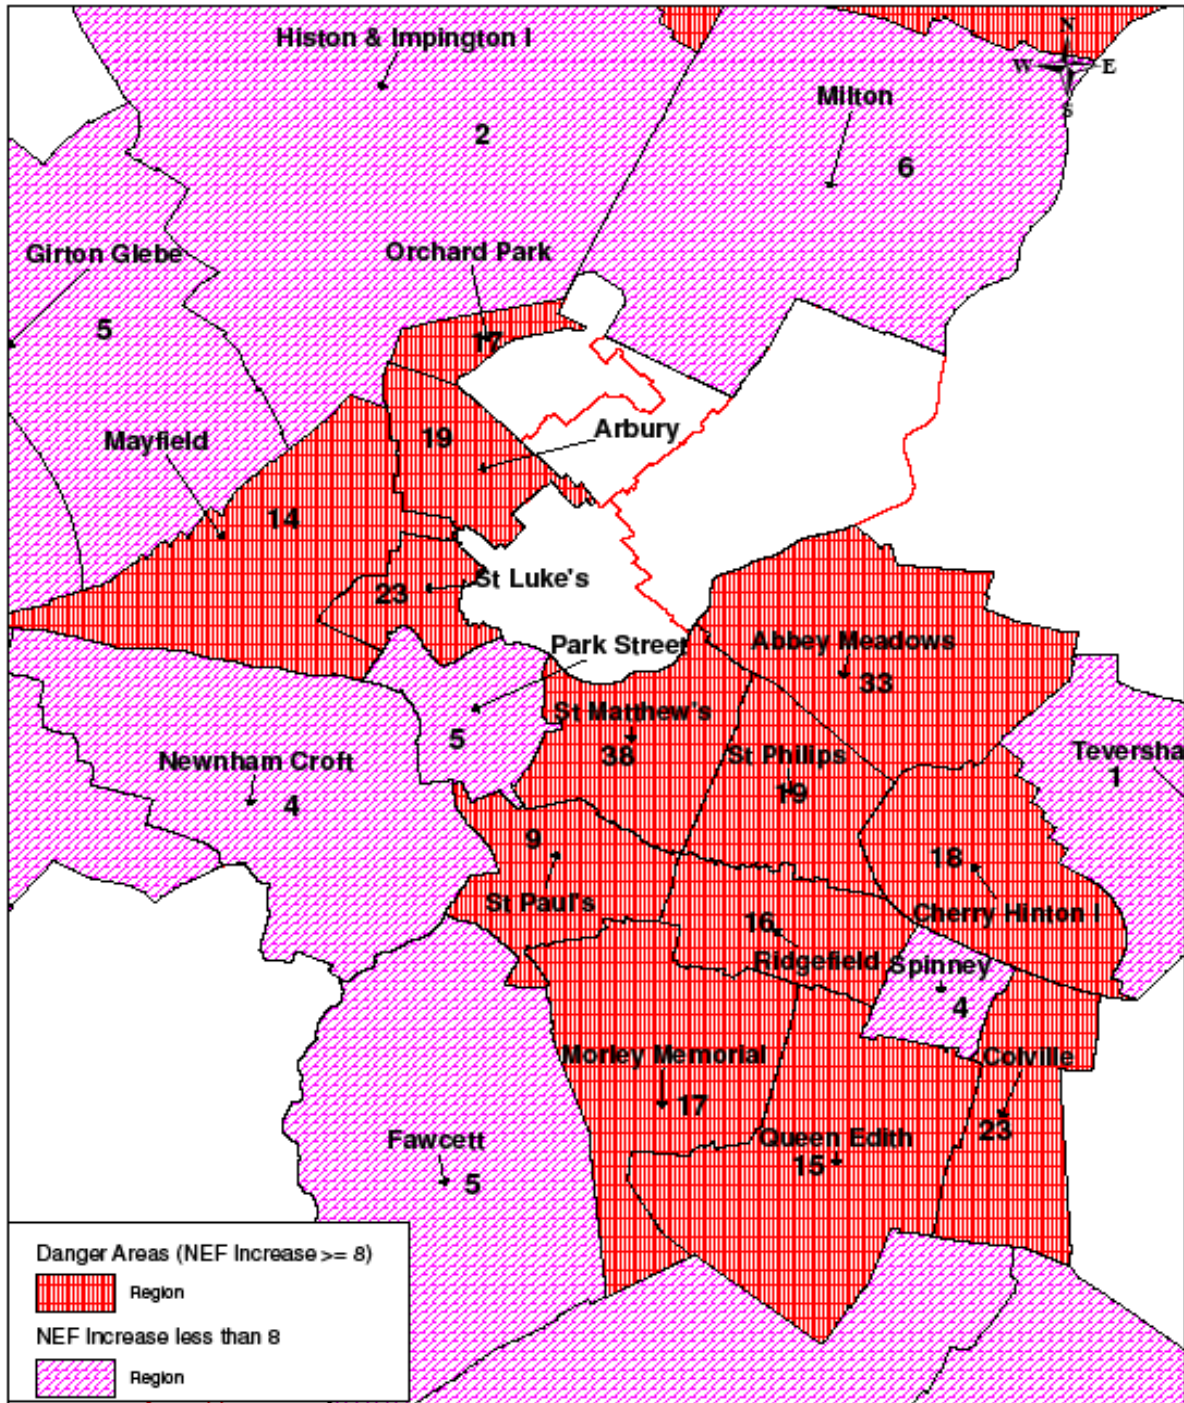 Histon & Impington I
N
W E
S
Milton
2
6
Girton Glebe
Orchard Park
5
17
Mayfield
19
Arbury
14
St Luke's
23
Park Street
Abbey Meadows
33
St Matthew's
5
38
St Philips
19
Teversha
1
Newnham Croft
4
9
18
St Paul's
Cherry Hinton I
16
Ridgefield
Spinney
4
Morley Memorial
17
Colville
23
Fawcett
5
Queen Edith
15
Danger Areas (NEF Increase >= 8)
Region
NEF Increase less than 8
Region